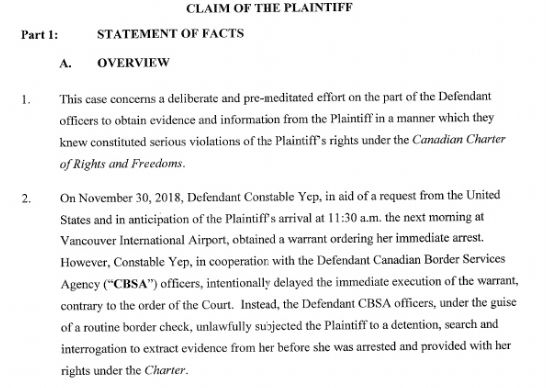 CLAIM OF THE PLAINTIFF
Part 1: STATEMENT OF FACTS
A. OVERVIEW
1. This case concerns a deliberate and pre-meditated effort on the part of the Defendant
officers to obtain evidence and information from the Plaintiff in a manner which they
knew constituted serious violations of the Plaintiff's rights under the Canadian Charter
of Rights and Freedoms.
2. On November 30, 2018, Defendant Constable Yep, in aid of a request from the United
States and in anticipation of the Plaintiff's arrival at 11:30 a.m. the next morning at
Vancouver International Airport, obtained a warrant ordering her immediate arrest.
However, Constable Yep, in cooperation with the Defendant Canadian Border Services
Agency ("CBSA") officers, intentionally delayed the immediate execution of the warrant,
contrary to the order of the Court. Instead, the Defendant CBSA officers, under the guise
of a routine border check, unlawfully subjected the Plaintiff to a detention, search and
interrogation to extract evidence from her before she was arrested and provided with her
rights under the Charter.